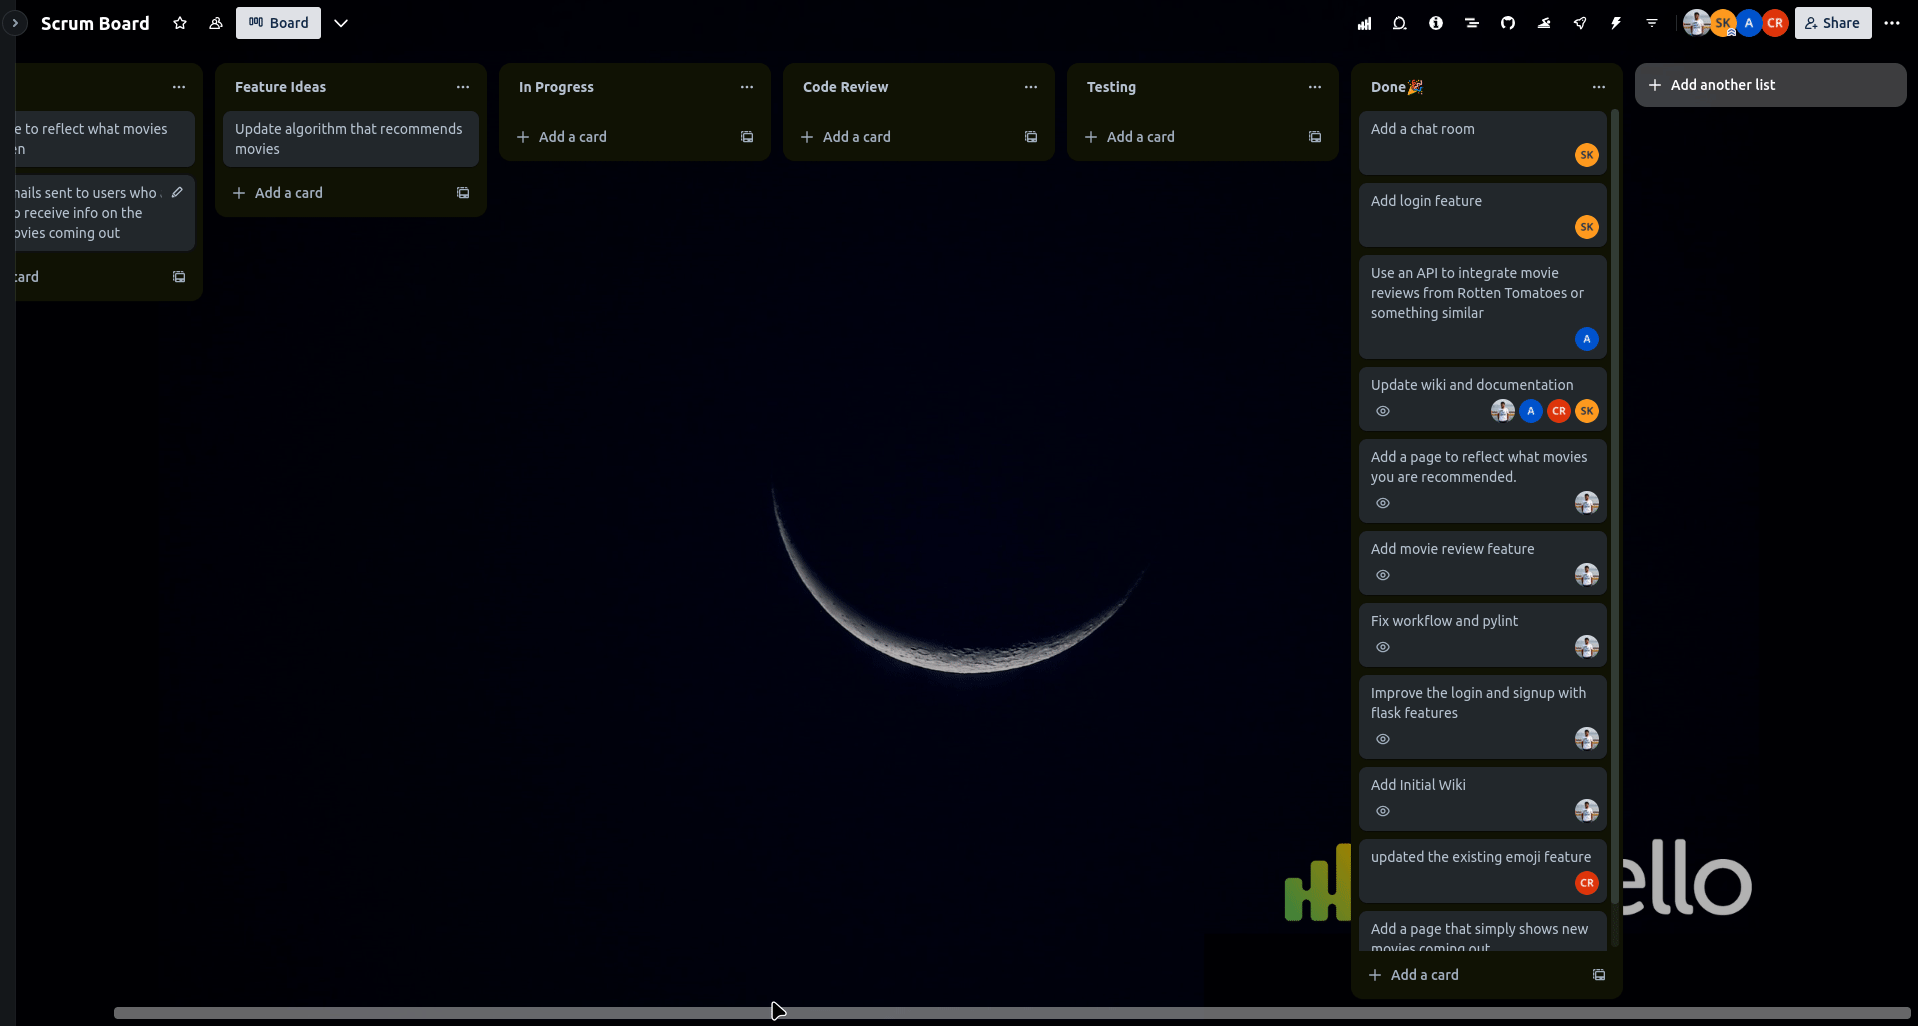 Scrum Board
Board
SK
A
CR
Share
e to reflect what movies
en
nails sent to users who
o receive info on the
ovies coming out
card
Feature Ideas
Update algorithm that recommends
movies
Add a card
In Progress
Add a card
Code Review
Add a card
Testing
Add a card
Done🎉
Add a chat room
SK
Add login feature
SK
Use an API to integrate movie
reviews from Rotten Tomatoes or
something similar
A
Update wiki and documentation
A CR SK
Add a page to reflect what movies
you are recommended.
Add movie review feature
Fix workflow and pylint
Improve the login and signup with
flask features
Add Initial Wiki
updated the existing emoji feature
CR
Add a page that simply shows new
movies coming out
Add a card
Add another list
ello